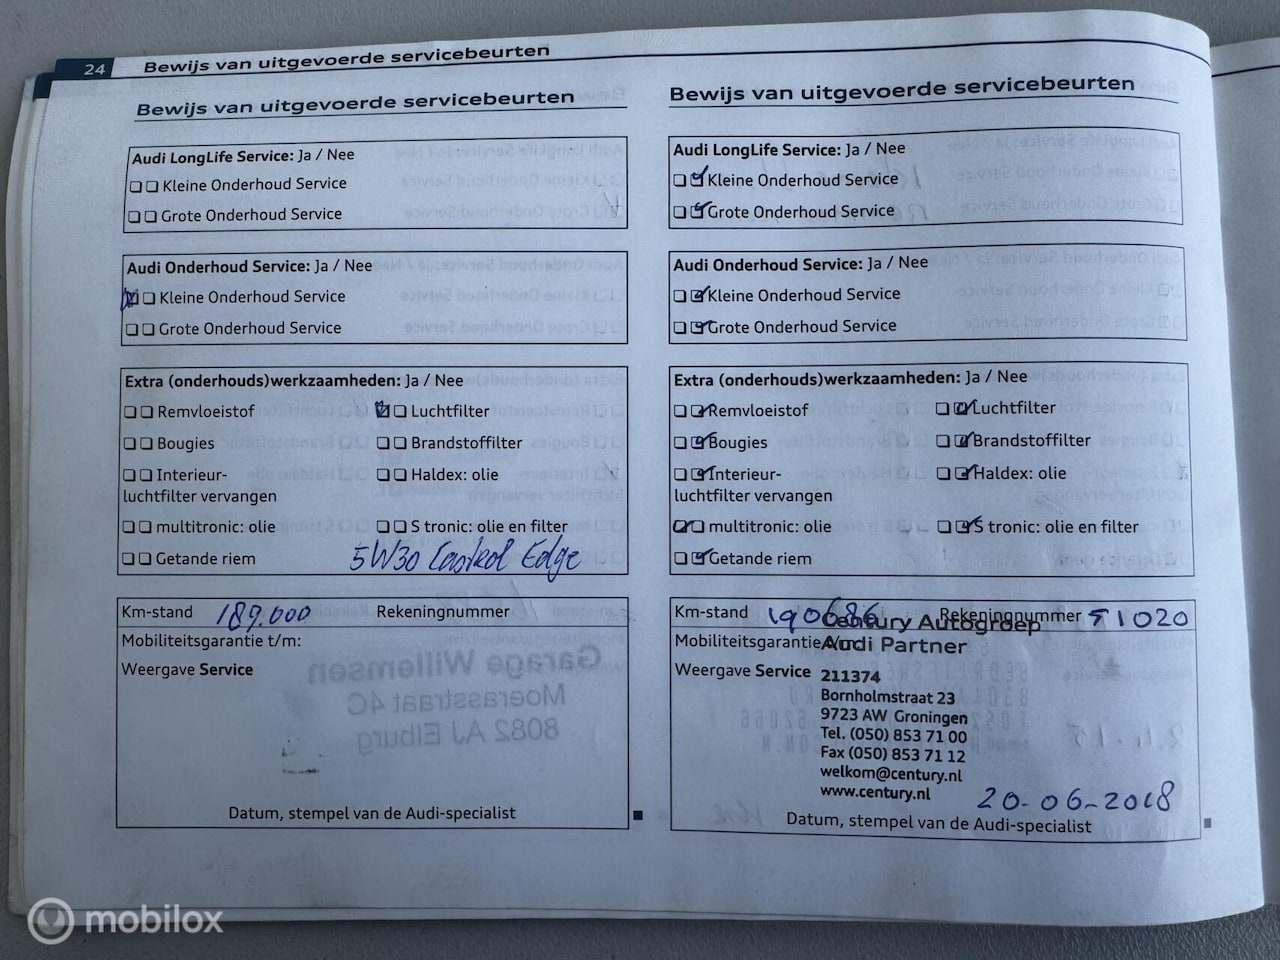 24 Bewijs van uitgevoerde servicebeurten
Bewijs van uitgevoerde servicebeurten
Audi LongLife Service: Ja / Nee
Kleine Onderhoud Service
Grote Onderhoud Service
Audi Onderhoud Service: Ja / Nee
Kleine Onderhoud Service
Grote Onderhoud Service
Extra (onderhouds)werkzaamheden: Ja / Nee
Remvloeistof Luchtfilter
Bougies Brandstoffilter
Interieur- Haldex: olie
luchtfilter vervangen
multitronic: olie S tronic: olie en filter
Getande riem 5W30 Castrol Edge
Km-stand 189.000 Rekeningnummer
Mobiliteitsgarantie t/m:
Weergave Service
Datum, stempel van de Audi-specialist
Bewijs van uitgevoerde servicebeurten
Audi LongLife Service: Ja / Nee
Kleine Onderhoud Service
Grote Onderhoud Service
Audi Onderhoud Service: Ja / Nee
Kleine Onderhoud Service
Grote Onderhoud Service
Extra (onderhouds)werkzaamheden: Ja / Nee
Remvloeistof Luchtfilter
Bougies Brandstoffilter
Interieur- Haldex: olie
luchtfilter vervangen
multitronic: olie S tronic: olie en filter
Getande riem
Km-stand 190686 Rekeningnummer 51020
Century Autogroep
Mobiliteitsgarantie t/m:
Audi Partner
Weergave Service
211374
Bornholmstraat 23
9723 AW Groningen
Tel. (050) 853 71 00
Fax (050) 853 71 12
welkom@century.nl
www.century.nl
20-06-2018
Datum, stempel van de Audi-specialist
mobilox